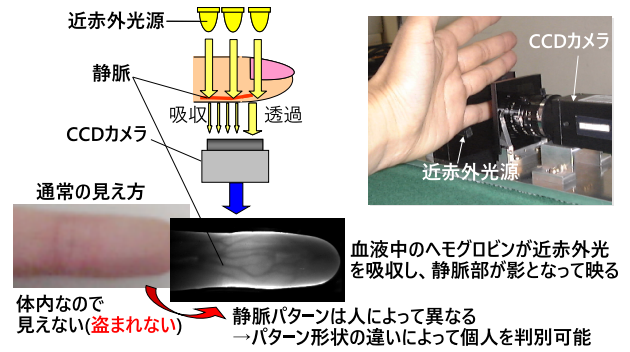 近赤外光源
静脈
吸収
透過
CCDカメラ
通常の見え方
体内なので
見えない(盗まれない)
CCDカメラ
近赤外光源
血液中のヘモグロビンが近赤外光
を吸収し、静脈部が影となって映る
静脈パターンは人によって異なる
→パターン形状の違いによって個人を判別可能